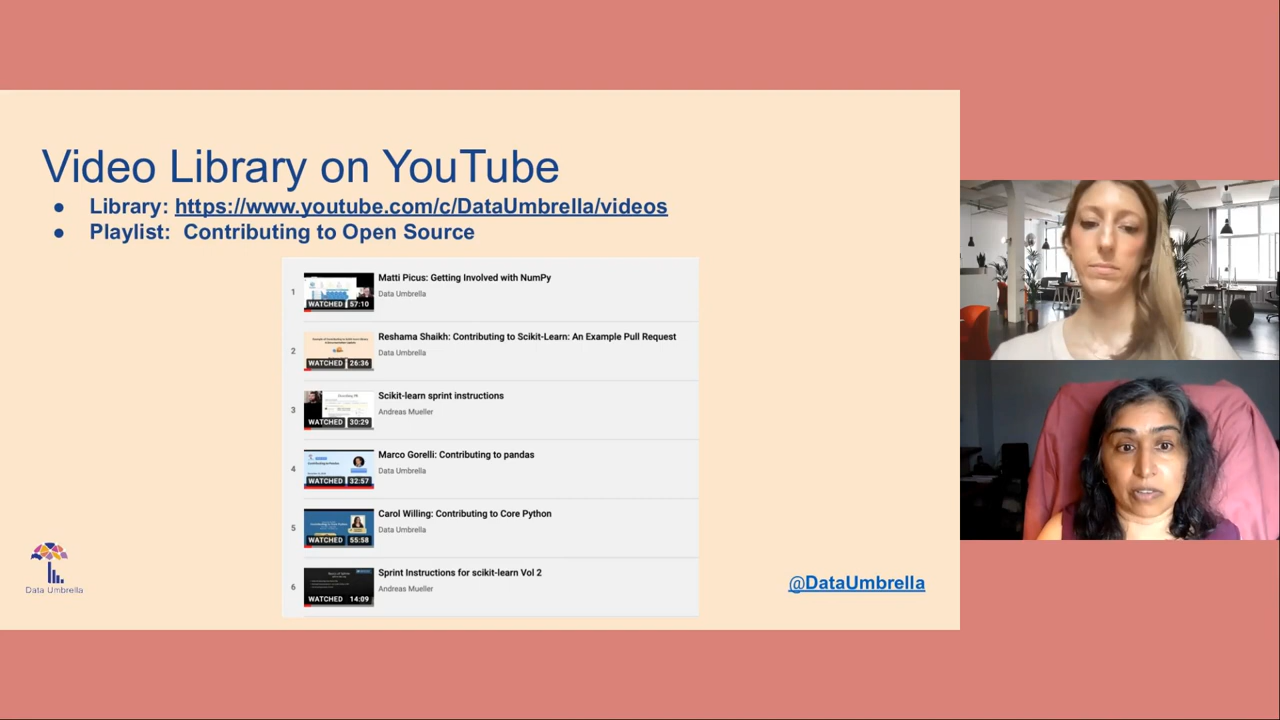 Video Library on YouTube
● Library: https://www.youtube.com/c/DataUmbrella/videos
● Playlist: Contributing to Open Source
1
WATCHED 57:10
Matti Picus: Getting Involved with NumPy
Data Umbrella
2
WATCHED 26:36
Reshama Shaikh: Contributing to Scikit-Learn: An Example Pull Request
Data Umbrella
3
WATCHED 30:29
Scikit-learn sprint instructions
Andreas Mueller
4
WATCHED 32:57
Marco Gorelli: Contributing to pandas
Data Umbrella
5
WATCHED 55:58
Carol Willing: Contributing to Core Python
Data Umbrella
6
WATCHED 14:09
Sprint Instructions for scikit-learn Vol 2
Andreas Mueller
Data Umbrella
@DataUmbrella